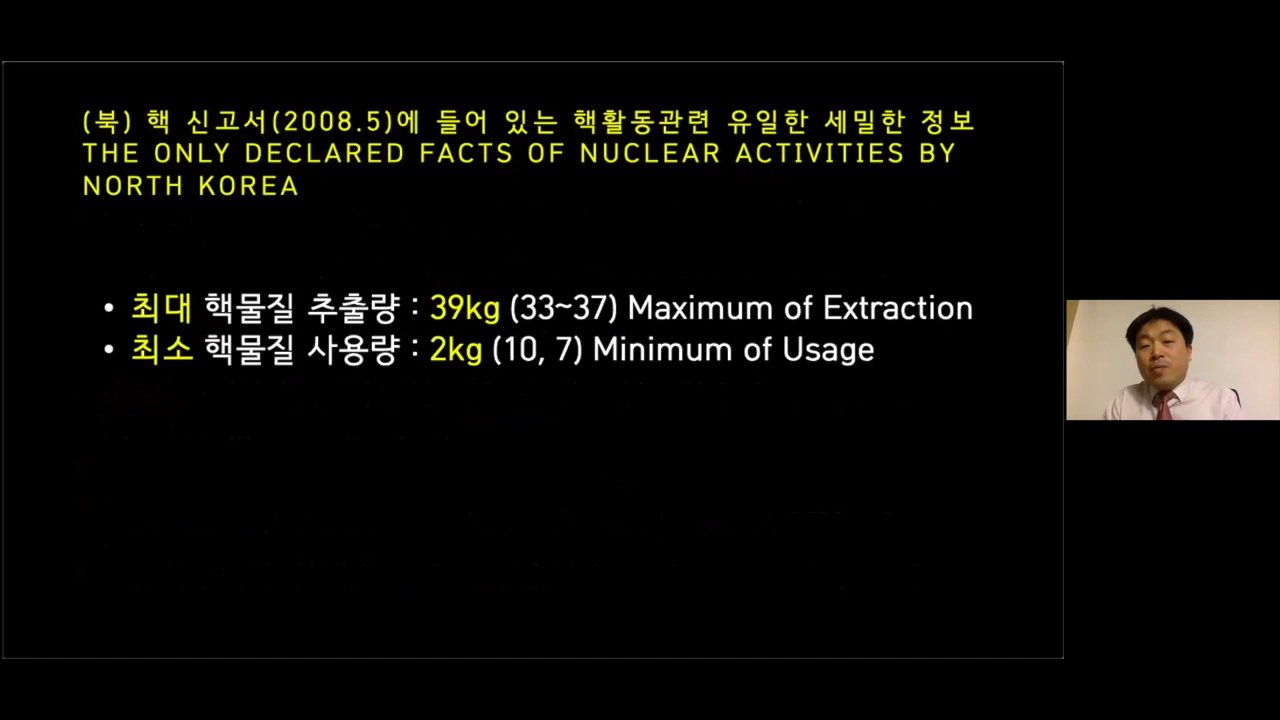 (북) 핵 신고서(2008.5)에 들어 있는 핵활동관련 유일한 세밀한 정보
THE ONLY DECLARED FACTS OF NUCLEAR ACTIVITIES BY
NORTH KOREA
• 최대 핵물질 추출량 : 39kg (33~37) Maximum of Extraction
• 최소 핵물질 사용량 : 2kg (10, 7) Minimum of Usage